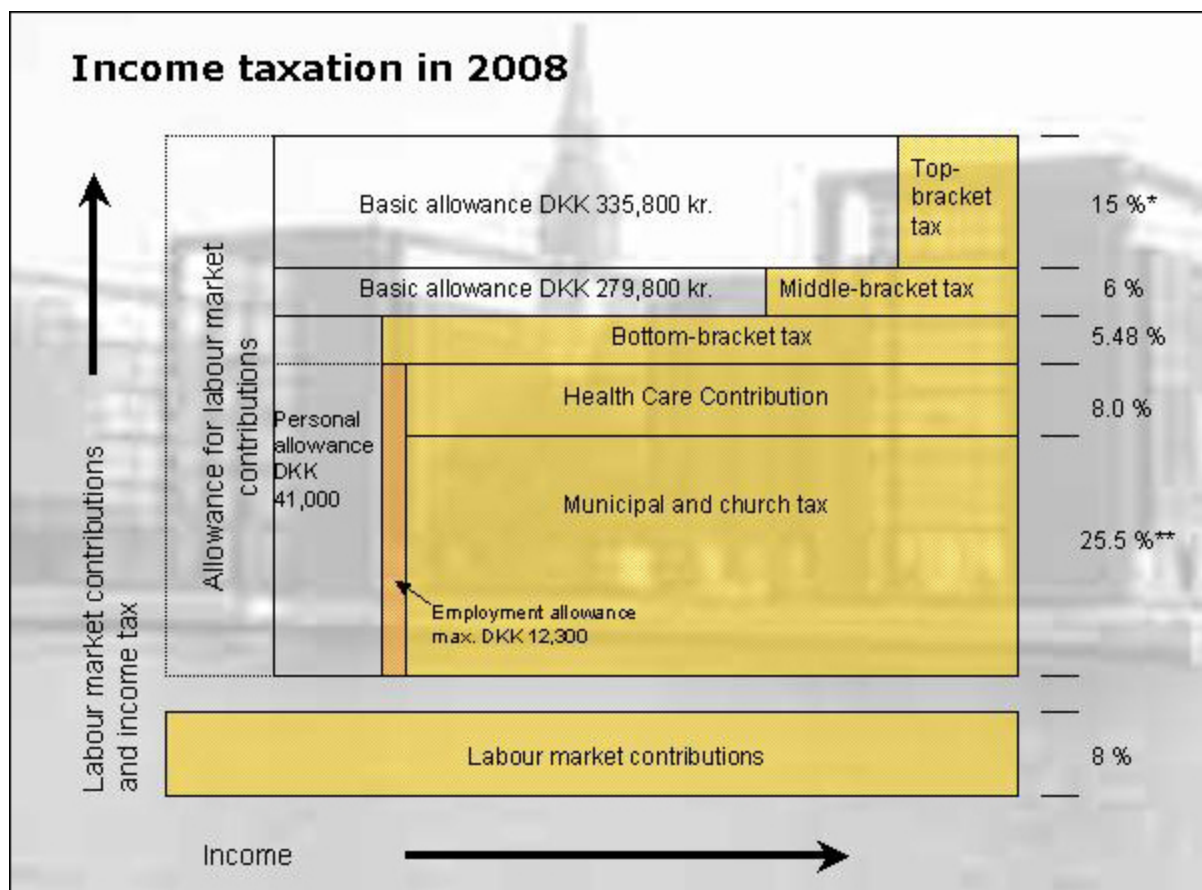 Income taxation in 2008
Labour market contributions
and income tax
Allowance for labour market
contributions
Basic allowance DKK 335,800 kr.
Top-
bracket
tax
15 %*
Basic allowance DKK 279,800 kr.
Middle-bracket tax
6 %
Bottom-bracket tax
5.48 %
Personal
allowance
DKK
41,000
Health Care Contribution
8.0 %
Municipal and church tax
25.5 %**
Employment allowance
max. DKK 12,300
Labour market contributions
8 %
Income